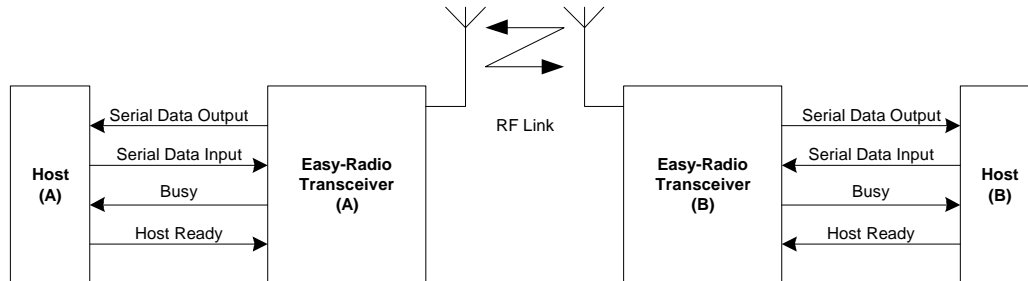 RF Link
Serial Data Output
Serial Data Input
Busy
Host Ready
Host
(A)
Easy-Radio
Transceiver
(A)
Easy-Radio
Transceiver
(B)
Serial Data Output
Serial Data Input
Busy
Host Ready
Host
(B)